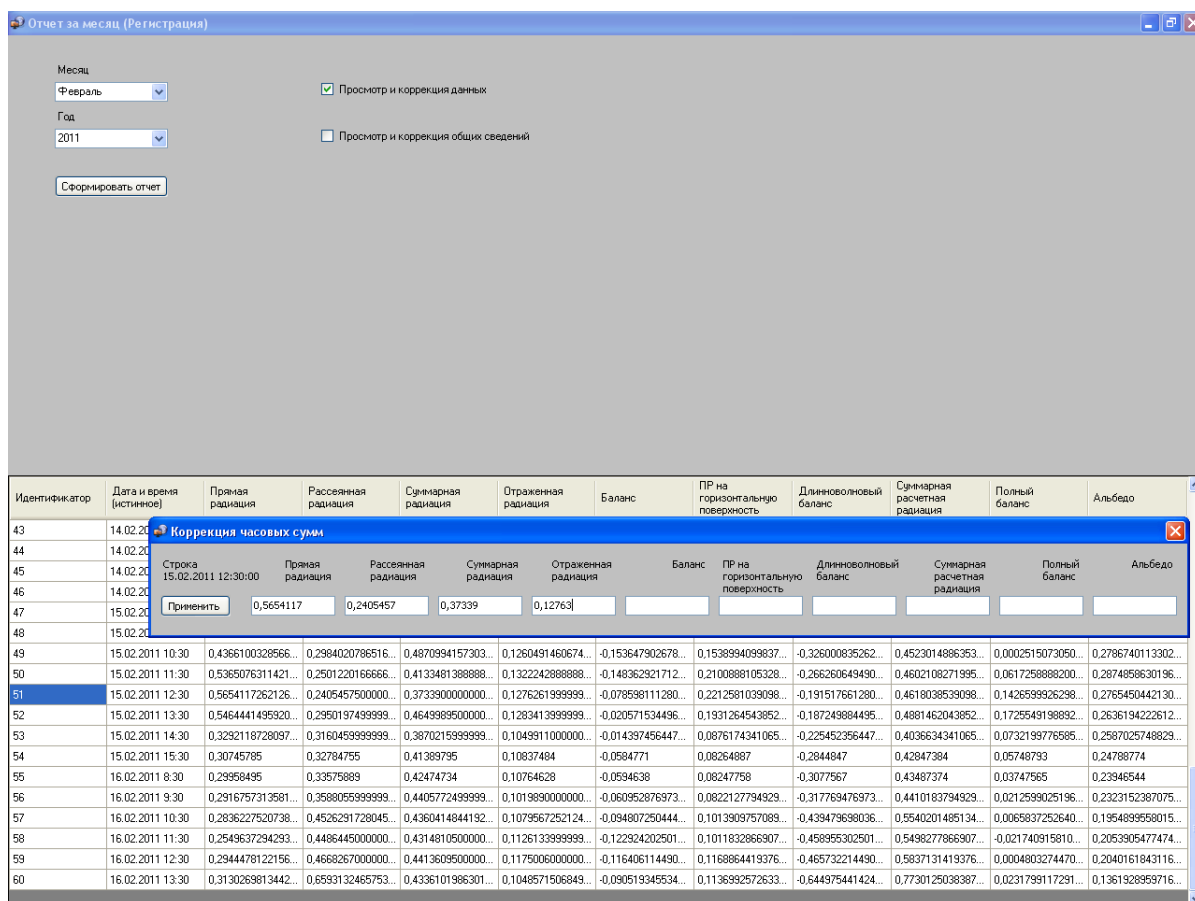 Отчет за месяц (Регистрация)
Месяц
Февраль
Просмотр и коррекция данных
Год
2011
Просмотр и коррекция общих сведений
Сформировать отчет
Идентификатор Дата и время (истинное) Прямая радиация Рассеянная радиация Суммарная радиация Отраженная радиация Баланс ПР на горизонтальную поверхность Длинноволновый баланс Суммарная расчетная радиация Полный баланс Альбедо
43 14.02.20
44 14.02.20
45 14.02.20
46 14.02.20
47 15.02.20
48 15.02.20
Коррекция часовых сумм
Строка 15.02.2011 12:30:00 Прямая радиация Рассеянная радиация Суммарная радиация Отраженная радиация Баланс ПР на горизонтальную поверхность Длинноволновый баланс Суммарная расчетная радиация Полный баланс Альбедо
Применить 0,5654117 0,2405457 0,37339 0,12763
49 15.02.2011 10:30 0,4366100328566... 0,2984020786516... 0,4870994157303... 0,1260491460674... -0,153647902678... 0,1538994099837... -0,326000835262... 0,4523014886353... 0,0002515073050... 0,2786740113302...
50 15.02.2011 11:30 0,5365076311421... 0,2501220166666... 0,4133481388888... 0,1322242888888... -0,148362921712... 0,2100888105328... -0,266260649490... 0,4602108271995... 0,0617258888200... 0,2874858630196...
51 15.02.2011 12:30 0,5654117262126... 0,2405457500000... 0,3733900000000... 0,1276261999999... -0,078598111280... 0,2212581039098... -0,191517661280... 0,4618038539098... 0,1426599926298... 0,2765450442130...
52 15.02.2011 13:30 0,5464441495920... 0,2950197499999... 0,4649989500000... 0,1283413999999... -0,020571534496... 0,1931264543852... -0,187249884495... 0,4881462043852... 0,1725549198892... 0,2636194222612...
53 15.02.2011 14:30 0,3292118728097... 0,3160459999999... 0,3870215999999... 0,1049911000000... -0,014397456447... 0,0876174341065... -0,225452356447... 0,4036634341065... 0,0732199776585... 0,2587025748829...
54 15.02.2011 15:30 0,30745785 0,32784755 0,41389795 0,10837484 -0,0584771 0,08264887 -0,2844847 0,42847384 0,05748793 0,24788774
55 16.02.2011 8:30 0,29958495 0,33575889 0,42474734 0,10764628 -0,0594638 0,08247758 -0,3077567 0,43487374 0,03747565 0,23946544
56 16.02.2011 9:30 0,2916757313581... 0,3588055999999... 0,4405772499999... 0,1019890000000... -0,060952876973... 0,0822127794929... -0,317769476973... 0,4410183794929... 0,0212599025196... 0,2323152387075...
57 16.02.2011 10:30 0,2836227520738... 0,4526291728045... 0,4360414844192... 0,1079567252124... -0,094807250444... 0,1013909757089... -0,439479698036... 0,5540201485134... 0,0065837252640... 0,1954899558015...
58 16.02.2011 11:30 0,2549637294293... 0,4486445000000... 0,4314810500000... 0,1126133999999... -0,122924202501... 0,1011832866907... -0,458955302501... 0,5498277866907... -0,021740915810... 0,2053905477474...
59 16.02.2011 12:30 0,2944478122156... 0,4668267000000... 0,4413609500000... 0,1175006000000... -0,116406114490... 0,1168864419376... -0,465732214490... 0,5837131419376... 0,0004803274470... 0,2040161843116...
60 16.02.2011 13:30 0,3130269813442... 0,6593132465753... 0,4336101986301... 0,1048571506849... -0,090519345534... 0,1136992572633... -0,644975441424... 0,7730125038387... 0,0231799117291... 0,1361928959716...